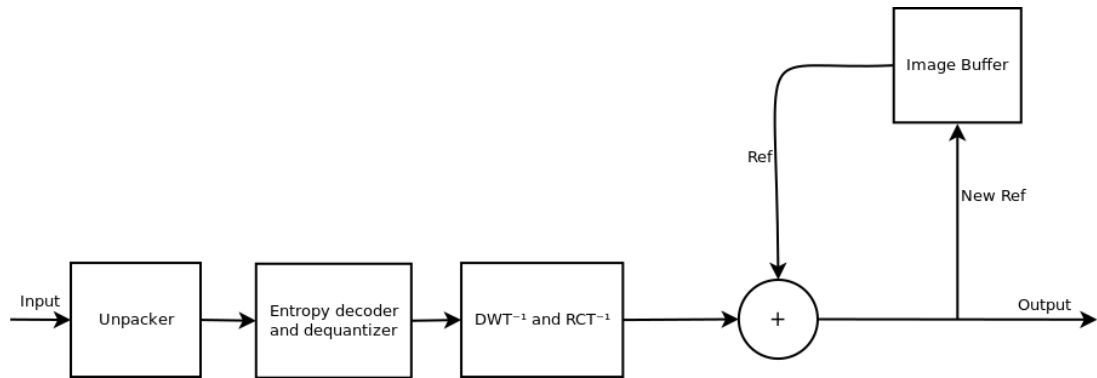 Image Buffer
Ref
New Ref
Input
Unpacker
Entropy decoder
and dequantizer
DWT⁻¹ and RCT⁻¹
+
Output